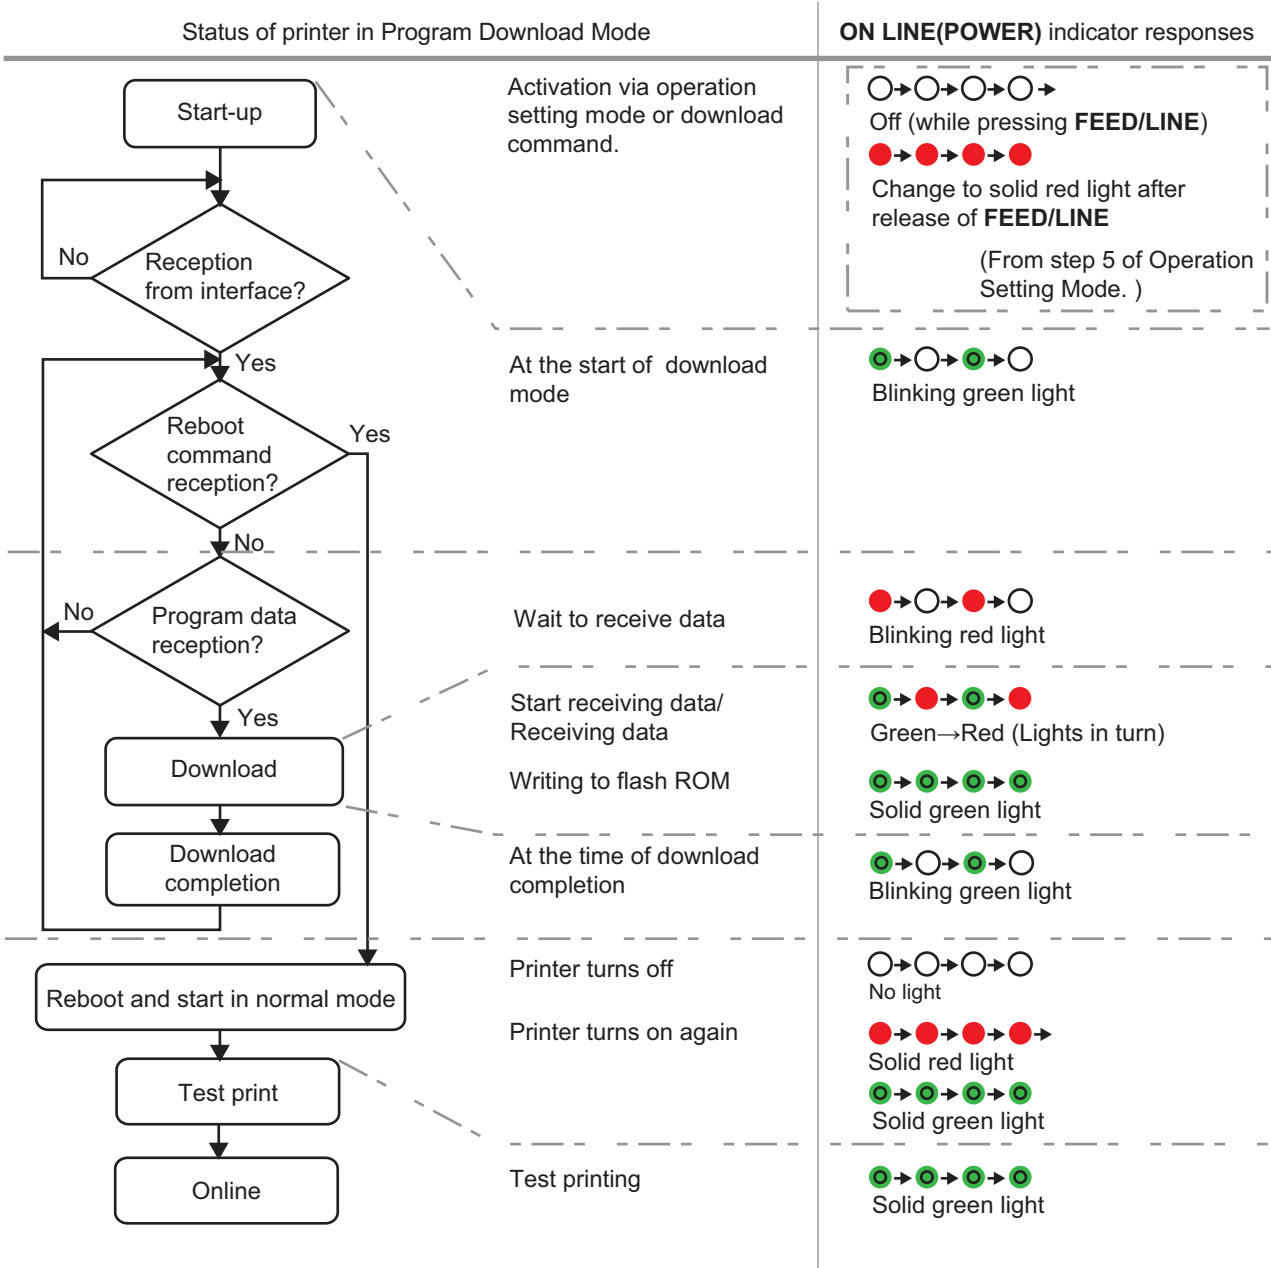 Status of printer in Program Download Mode
ON LINE(POWER) indicator responses
Start-up
Activation via operation
setting mode or download
command.
Off (while pressing FEED/LINE)
Change to solid red light after
release of FEED/LINE
(From step 5 of Operation
Setting Mode. )
No
Reception
from interface?
Yes
At the start of download
mode
Blinking green light
Reboot
command
reception?
Yes
No
No
Program data
reception?
Wait to receive data
Blinking red light
Yes
Start receiving data/
Receiving data
Green→Red (Lights in turn)
Download
Writing to flash ROM
Solid green light
Download
completion
At the time of download
completion
Blinking green light
Reboot and start in normal mode
Printer turns off
No light
Printer turns on again
Solid red light
Solid green light
Test print
Online
Test printing
Solid green light